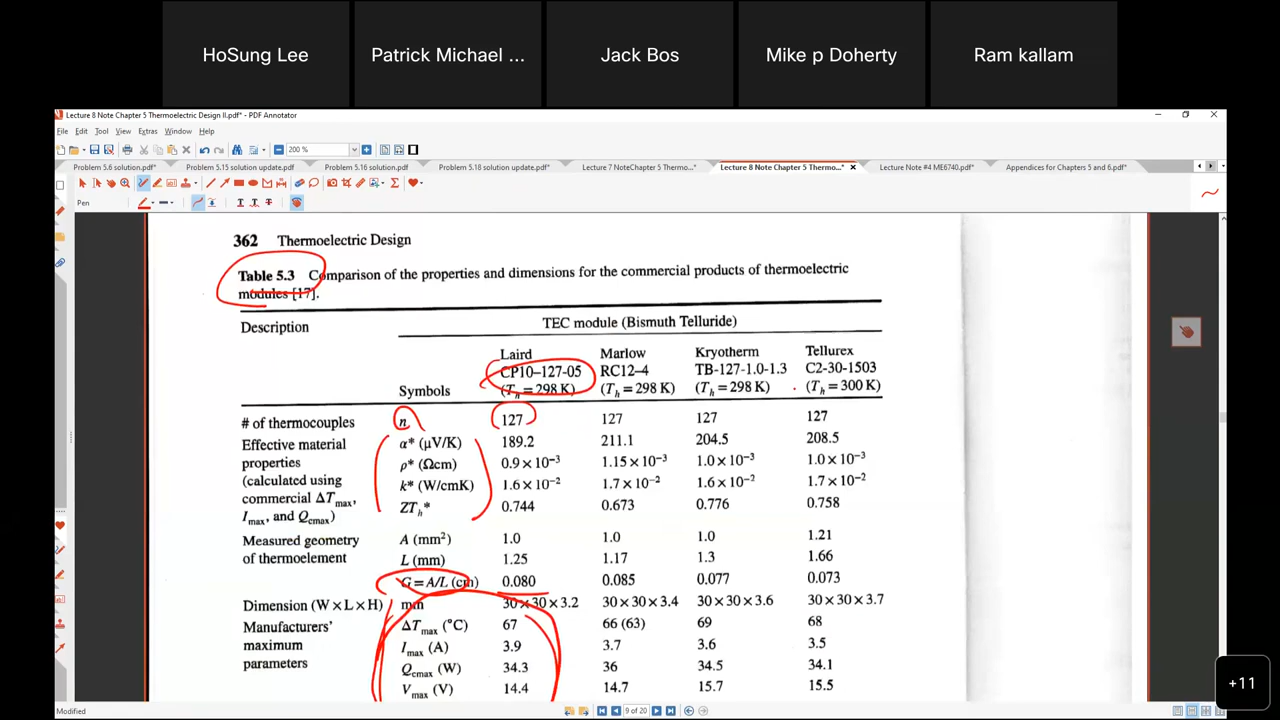 HoSung Lee Patrick Michael ... Jack Bos Mike p Doherty Ram kallam
Lecture 8 Note Chapter 5 Thermoelectric Design II.pdf* - PDF Annotator
File Edit Tool View Extras Window Help
200 %
Problem 5.6 solution.pdf* Problem 5.15 solution update.pdf Problem 5.16 solution.pdf Problem 5.18 solution update.pdf* Lecture 7 NoteChapter 5 Thermo...* Lecture 8 Note Chapter 5 Thermo...* Lecture Note #4 ME6740.pdf* Appendices for Chapters 5 and 6.pdf*
Pen
362 Thermoelectric Design
Table 5.3 Comparison of the properties and dimensions for the commercial products of thermoelectric
modules [17].
Description TEC module (Bismuth Telluride)
Laird Marlow Kryotherm Tellurex
CP10–127-05 RC12–4 TB-127-1.0-1.3 C2-30-1503
Symbols (Th = 298 K) (Th = 298 K) (Th = 298 K) (Th = 300 K)
# of thermocouples n 127 127 127 127
Effective material α* (μV/K) 189.2 211.1 204.5 208.5
properties ρ* (Ωcm) 0.9 × 10⁻³ 1.15 × 10⁻³ 1.0 × 10⁻³ 1.0 × 10⁻³
(calculated using k* (W/cmK) 1.6 × 10⁻² 1.7 × 10⁻² 1.6 × 10⁻² 1.7 × 10⁻²
commercial ΔTmax, ZTh* 0.744 0.673 0.776 0.758
Imax, and Qcmax)
Measured geometry A (mm²) 1.0 1.0 1.0 1.21
of thermoelement L (mm) 1.25 1.17 1.3 1.66
G = A/L (cm) 0.080 0.085 0.077 0.073
Dimension (W × L × H) mm 30 × 30 × 3.2 30 × 30 × 3.4 30 × 30 × 3.6 30 × 30 × 3.7
Manufacturers' ΔTmax (°C) 67 66 (63) 69 68
maximum Imax (A) 3.9 3.7 3.6 3.5
parameters Qcmax (W) 34.3 36 34.5 34.1
Vmax (V) 14.4 14.7 15.7 15.5
+11
Modified 9 of 20